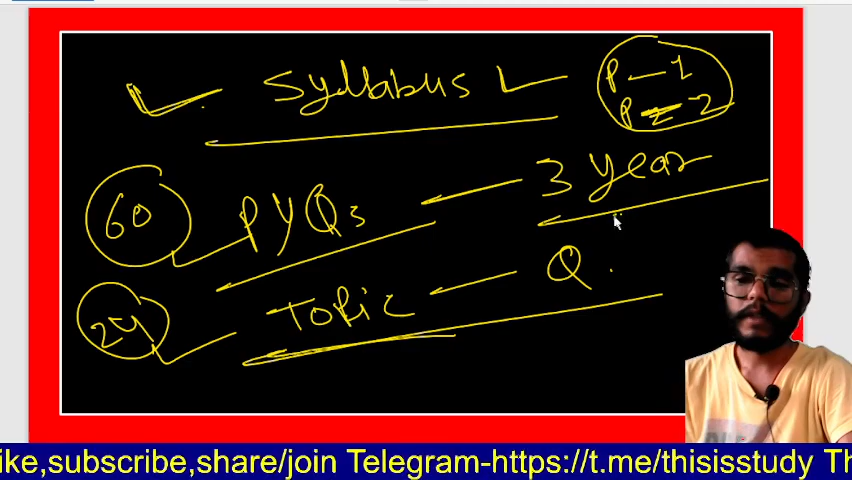 Syllabus
P - 1
P - 2
60 PYQs - 3 year
24 Topic - Q.
ike,subscribe,share/join Telegram-https://t.me/thisisstudy Th